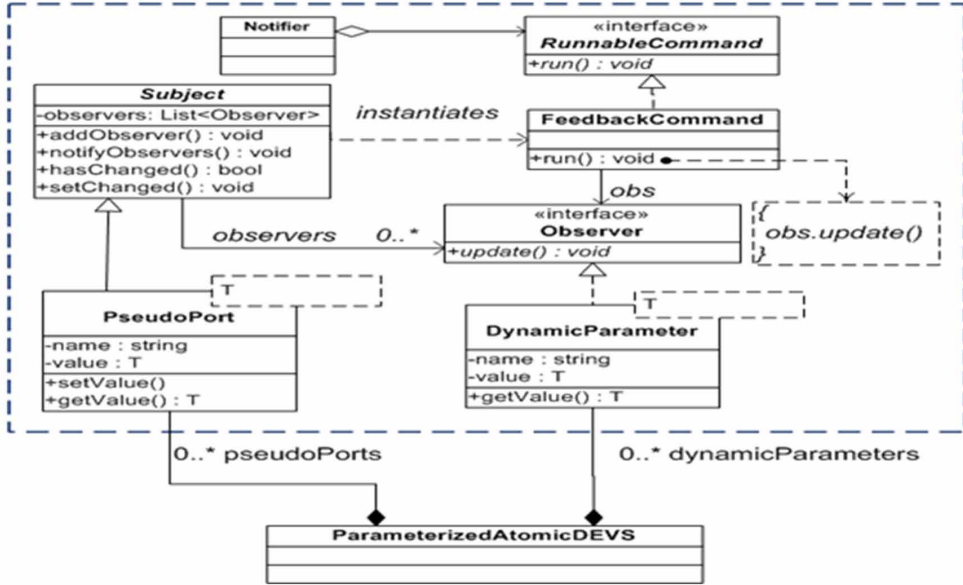 Notifier
«interface»
RunnableCommand
+run() : void
Subject
-observers: List<Observer>
+addObserver() : void
+notifyObservers() : void
+hasChanged() : bool
+setChanged() : void
instantiates
FeedbackCommand
+run() : void
obs
{
obs.update()
}
«interface»
Observer
+update() : void
observers 0..*
T
PseudoPort
-name : string
-value : T
+setValue()
+getValue() : T
T
DynamicParameter
-name : string
-value : T
+getValue() : T
0..* pseudoPorts
0..* dynamicParameters
ParameterizedAtomicDEVS